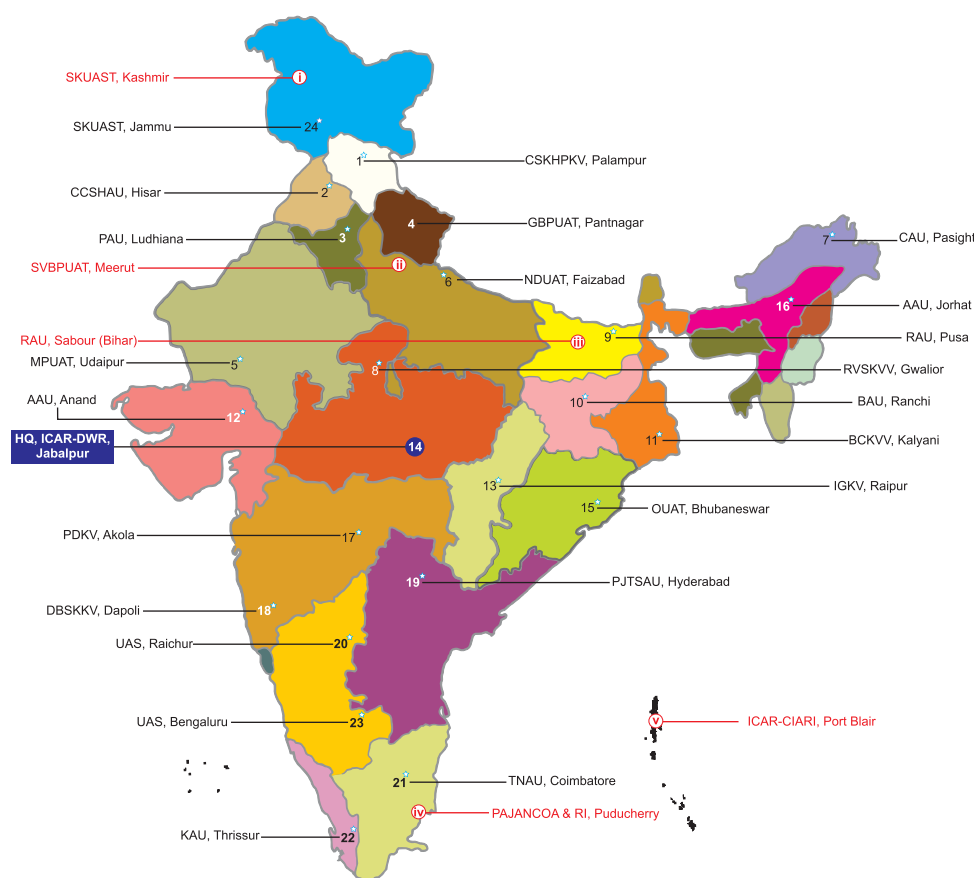 SKUAST, Kashmir
i
SKUAST, Jammu
24
1
CSKHPKV, Palampur
CCSHAU, Hisar
2
4
GBPUAT, Pantnagar
PAU, Ludhiana
3
7
CAU, Pasight
SVBPUAT, Meerut
ii
6
NDUAT, Faizabad
16
AAU, Jorhat
RAU, Sabour (Bihar)
iii
9
RAU, Pusa
MPUAT, Udaipur
5
8
RVSKVV, Gwalior
AAU, Anand
12
10
BAU, Ranchi
HQ, ICAR-DWR,
Jabalpur
14
11
BCKVV, Kalyani
13
IGKV, Raipur
15
OUAT, Bhubaneswar
PDKV, Akola
17
19
PJTSAU, Hyderabad
DBSKKV, Dapoli
18
UAS, Raichur
20
UAS, Bengaluru
23
v
ICAR-CIARI, Port Blair
21
TNAU, Coimbatore
iv
PAJANCOA & RI, Puducherry
KAU, Thrissur
22